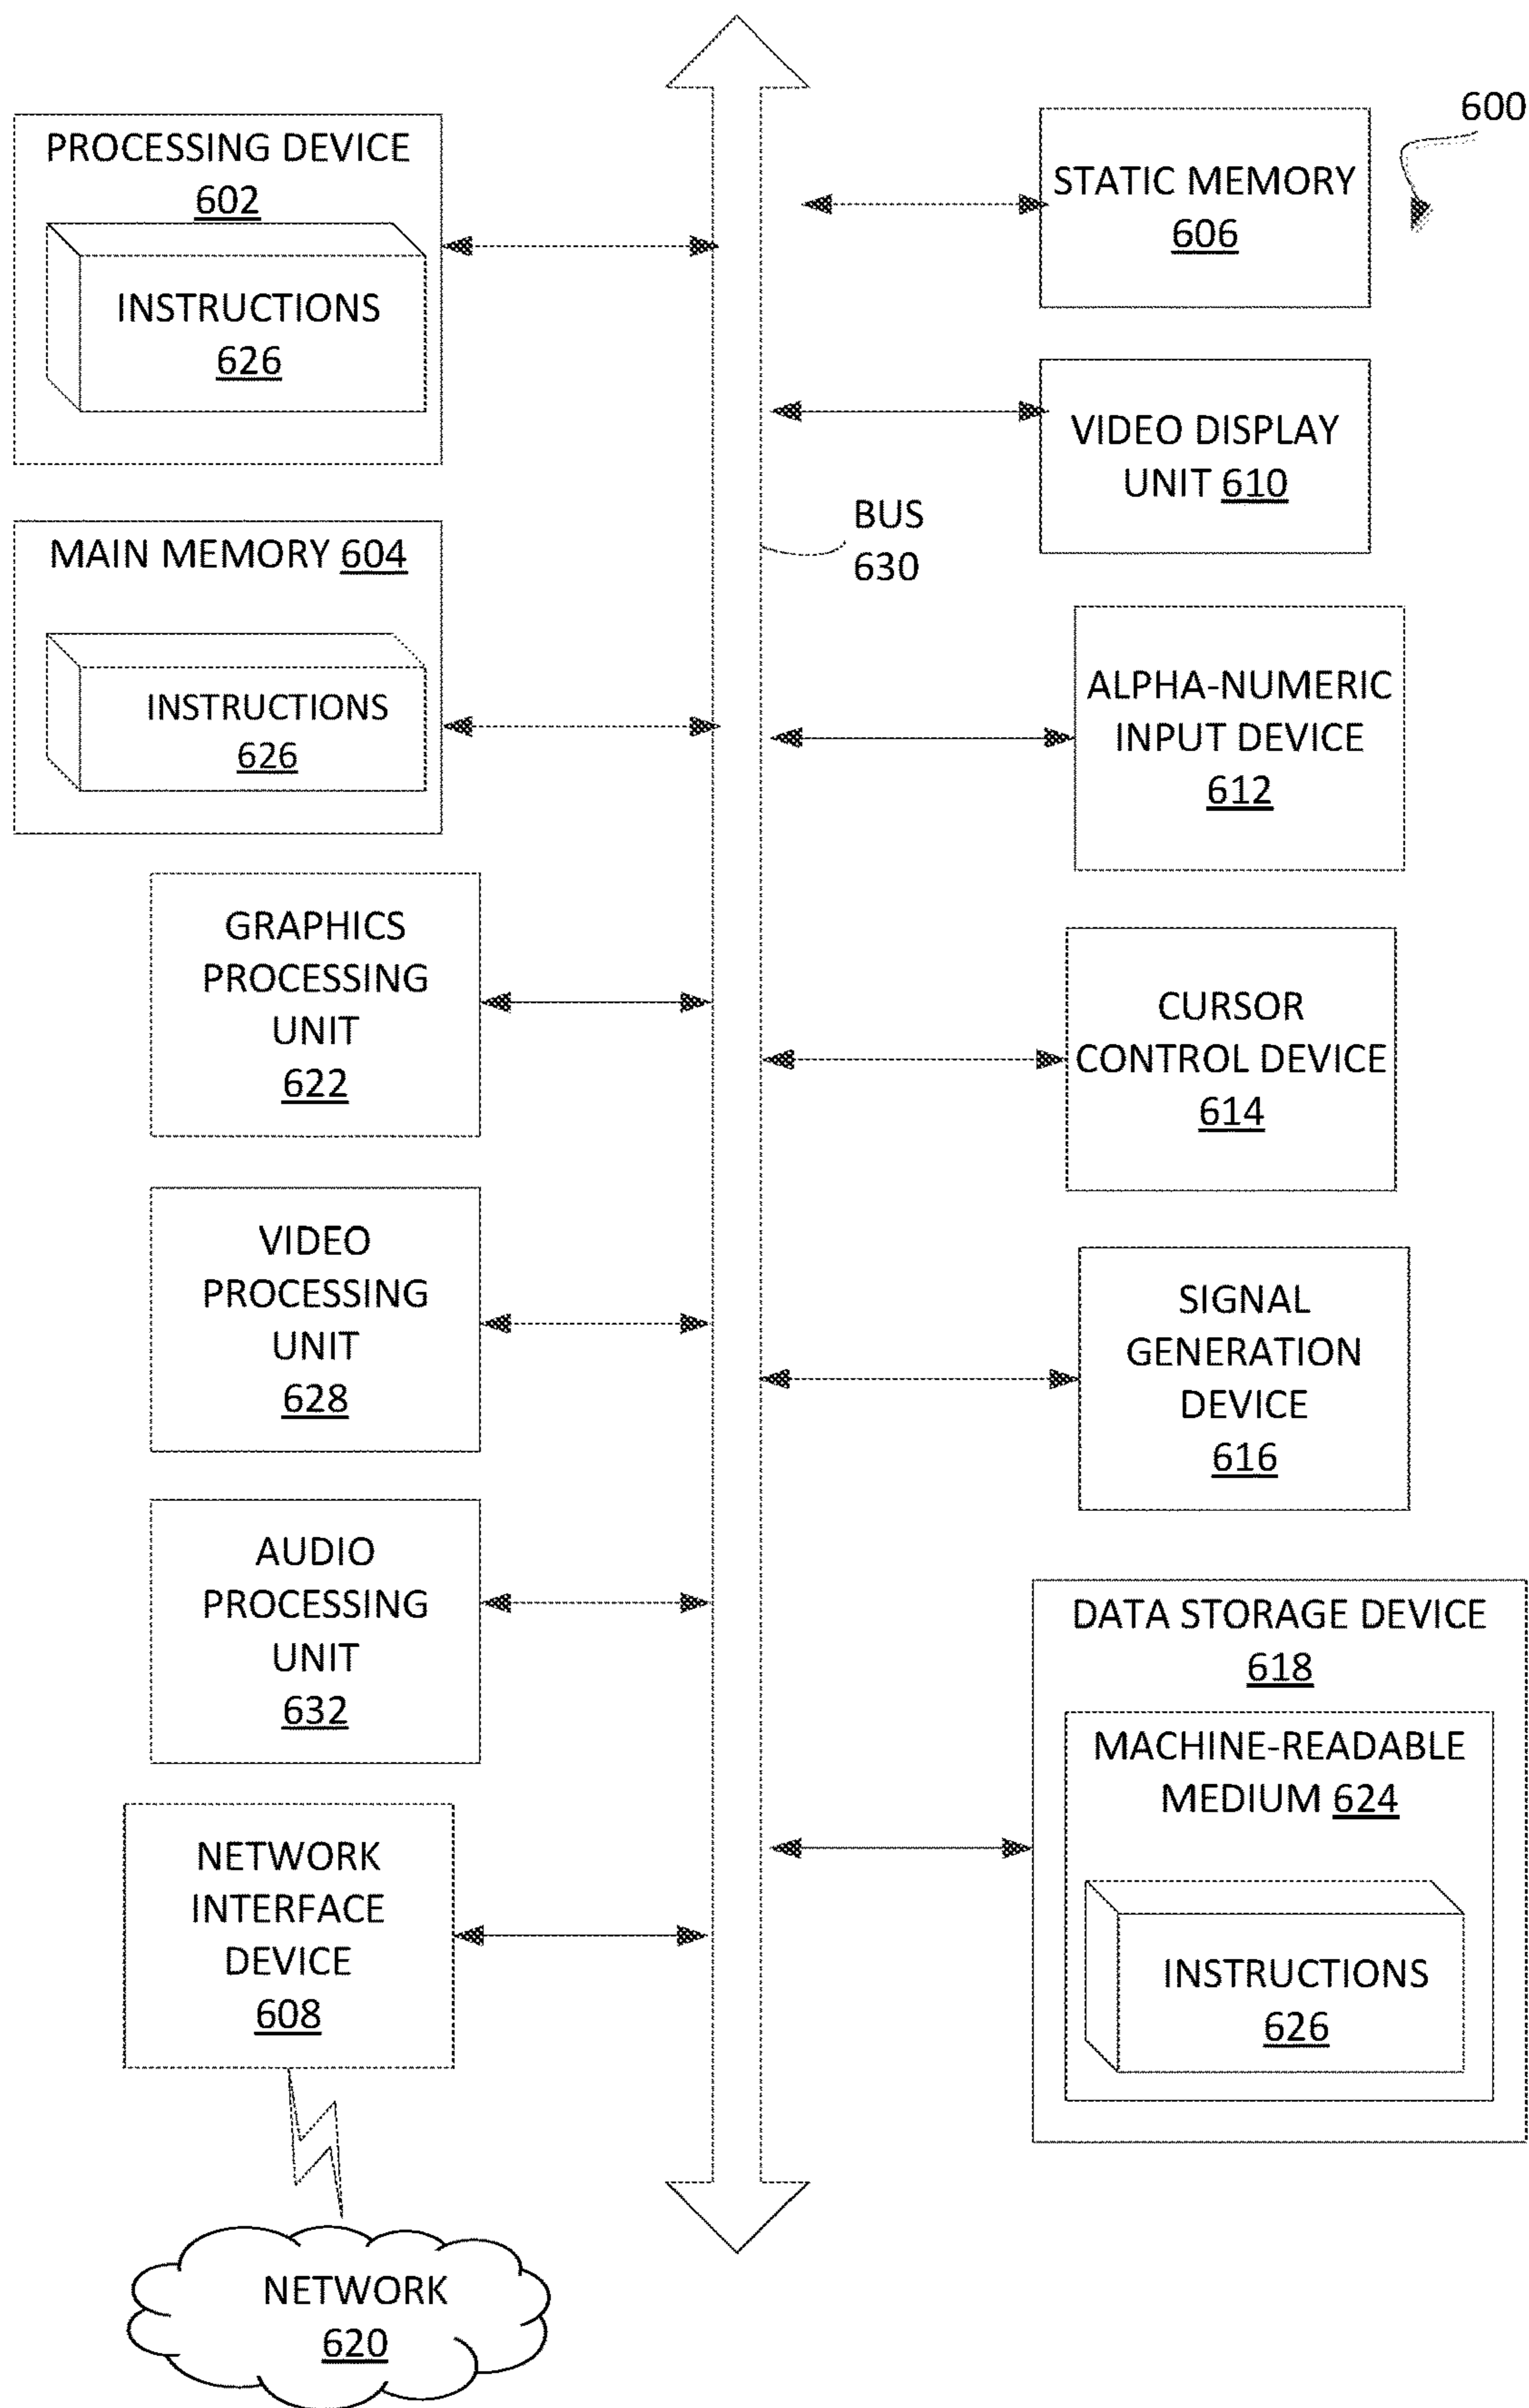 PROCESSING DEVICE
602
INSTRUCTIONS
626
MAIN MEMORY 604
INSTRUCTIONS
626
GRAPHICS
PROCESSING
UNIT
622
VIDEO
PROCESSING
UNIT
628
AUDIO
PROCESSING
UNIT
632
NETWORK
INTERFACE
DEVICE
608
NETWORK
620
BUS
630
600
STATIC MEMORY
606
VIDEO DISPLAY
UNIT 610
ALPHA-NUMERIC
INPUT DEVICE
612
CURSOR
CONTROL DEVICE
614
SIGNAL
GENERATION
DEVICE
616
DATA STORAGE DEVICE
618
MACHINE-READABLE
MEDIUM 624
INSTRUCTIONS
626